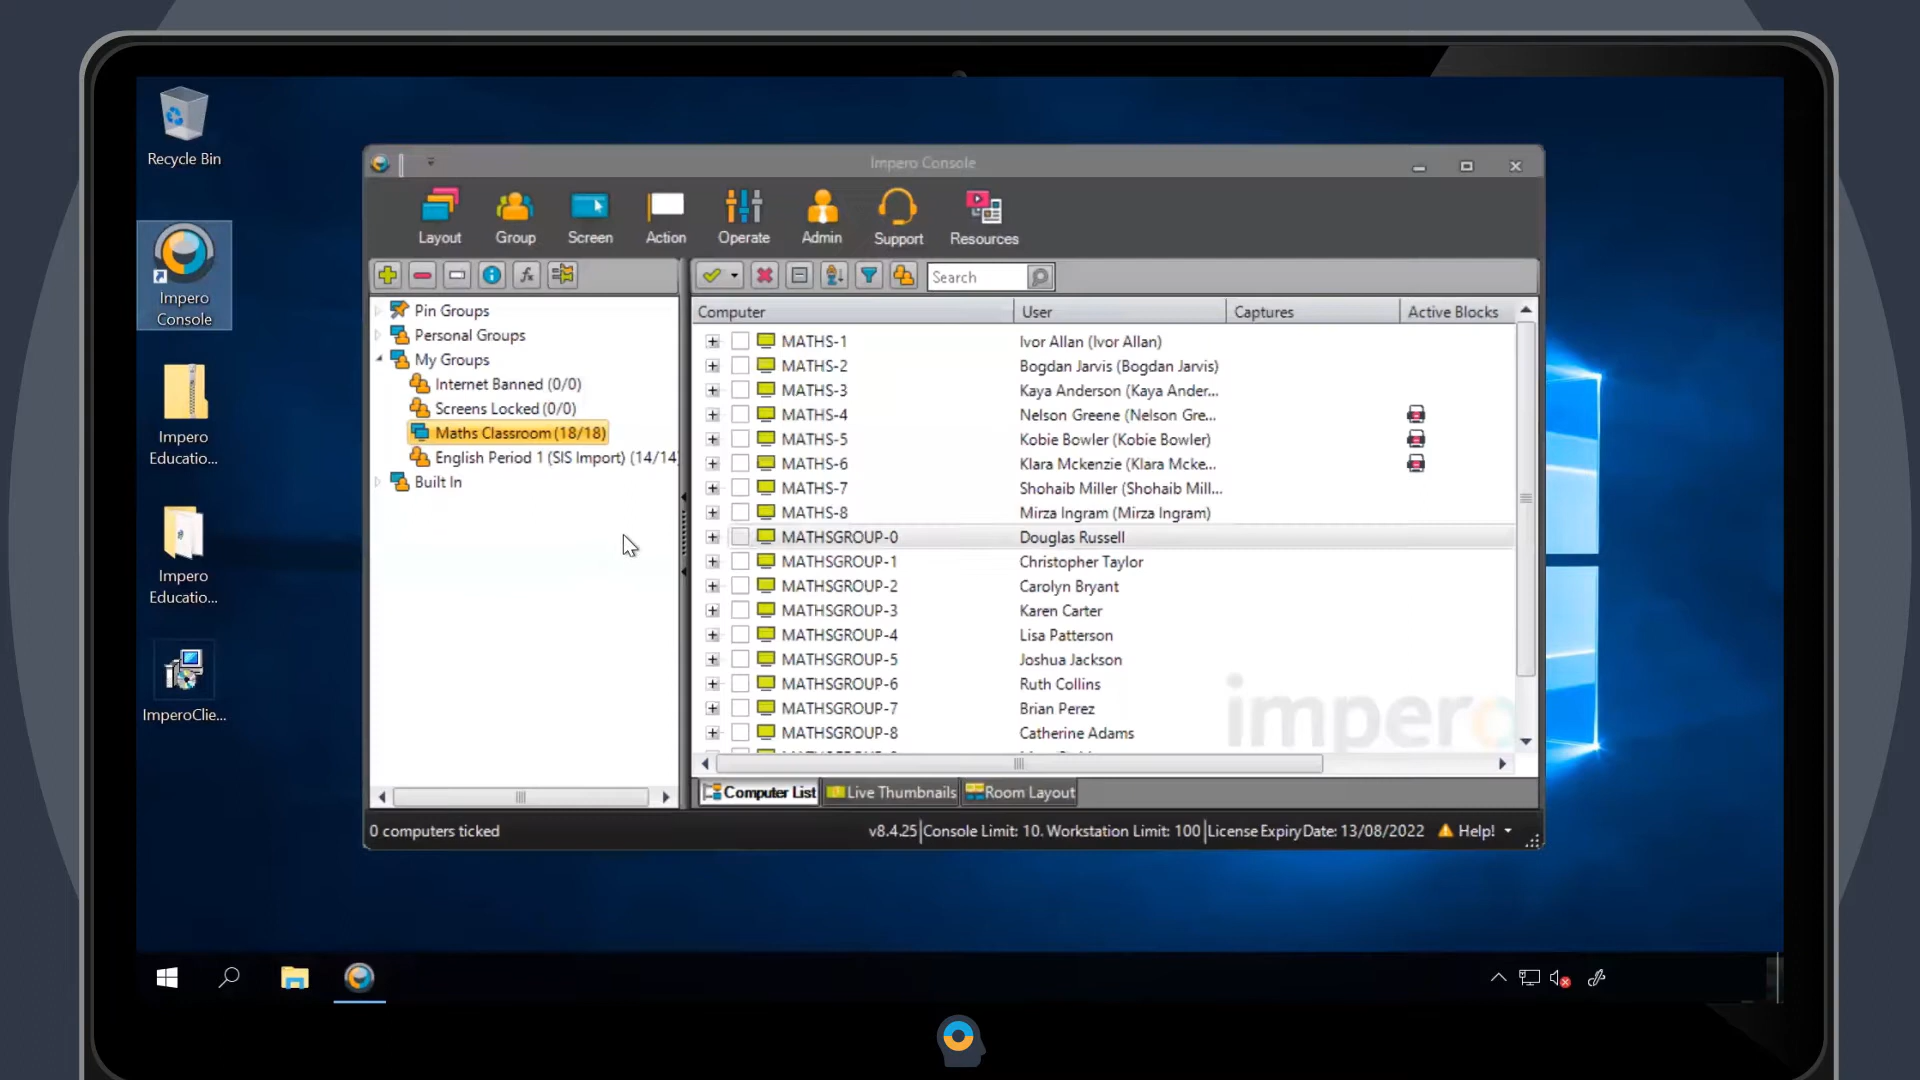 Recycle Bin
Impero
Console
Impero
Educatio...
Impero
Educatio...
ImperoClie...
Impero Console
Layout
Group
Screen
Action
Operate
Admin
Support
Resources
Search
Pin Groups
Personal Groups
My Groups
Internet Banned (0/0)
Screens Locked (0/0)
Maths Classroom (18/18)
English Period 1 (SIS Import) (14/14)
Built In
Computer User Captures Active Blocks
MATHS-1 Ivor Allan (Ivor Allan)
MATHS-2 Bogdan Jarvis (Bogdan Jarvis)
MATHS-3 Kaya Anderson (Kaya Ander...
MATHS-4 Nelson Greene (Nelson Gre...
MATHS-5 Kobie Bowler (Kobie Bowler)
MATHS-6 Klara Mckenzie (Klara Mcke...
MATHS-7 Shohaib Miller (Shohaib Mill...
MATHS-8 Mirza Ingram (Mirza Ingram)
MATHSGROUP-0 Douglas Russell
MATHSGROUP-1 Christopher Taylor
MATHSGROUP-2 Carolyn Bryant
MATHSGROUP-3 Karen Carter
MATHSGROUP-4 Lisa Patterson
MATHSGROUP-5 Joshua Jackson
MATHSGROUP-6 Ruth Collins
MATHSGROUP-7 Brian Perez
MATHSGROUP-8 Catherine Adams
impero
Computer List
Live Thumbnails
Room Layout
0 computers ticked
v8.4.25 Console Limit: 10. Workstation Limit: 100 License Expiry Date: 13/08/2022 Help!